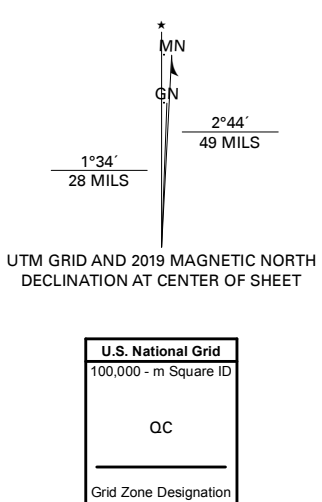 ★
MN
GN
2°44´
49 MILS
1°34´
28 MILS
UTM GRID AND 2019 MAGNETIC NORTH
DECLINATION AT CENTER OF SHEET
U.S. National Grid
100,000 - m Square ID
QC
Grid Zone Designation